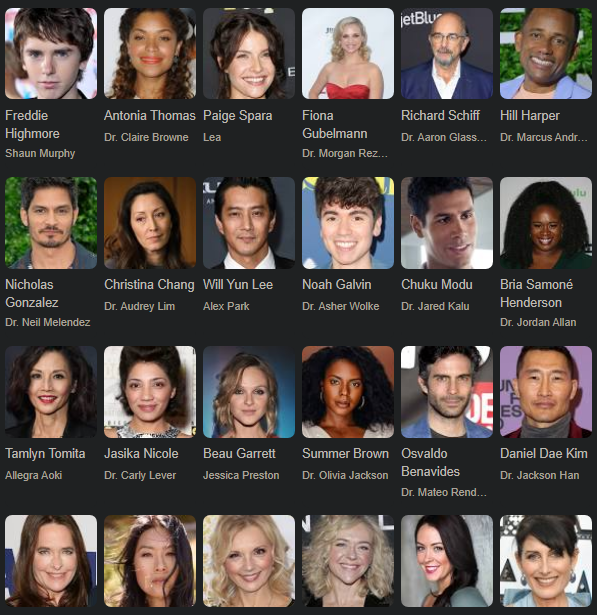 jetBlue
hulu
Freddie
Highmore
Shaun Murphy
Antonia Thomas
Dr. Claire Browne
Paige Spara
Lea
Fiona
Gubelmann
Dr. Morgan Rez...
Richard Schiff
Dr. Aaron Glass...
Hill Harper
Dr. Marcus Andr...
Nicholas
Gonzalez
Dr. Neil Melendez
Christina Chang
Dr. Audrey Lim
Will Yun Lee
Alex Park
Noah Galvin
Dr. Asher Wolke
Chuku Modu
Dr. Jared Kalu
Bria Samoné
Henderson
Dr. Jordan Allan
Tamlyn Tomita
Allegra Aoki
Jasika Nicole
Dr. Carly Lever
Beau Garrett
Jessica Preston
Summer Brown
Dr. Olivia Jackson
Osvaldo
Benavides
Dr. Mateo Rend...
Daniel Dae Kim
Dr. Jackson Han